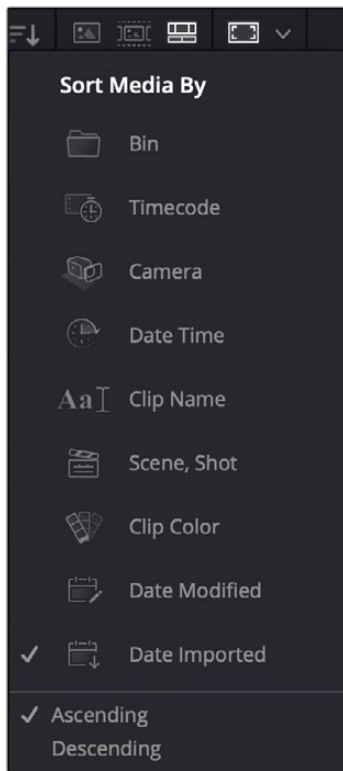 Sort Media By
Bin
Timecode
Camera
Date Time
Aa Clip Name
Scene, Shot
Clip Color
Date Modified
Date Imported
Ascending
Descending